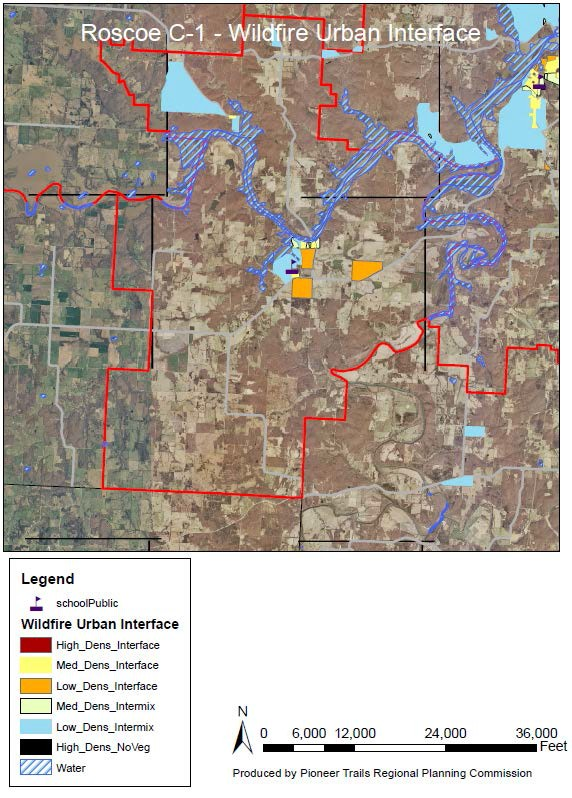 Roscoe C-1 - Wildfire Urban Interface
Legend
schoolPublic
Wildfire Urban Interface
High_Dens_Interface
Med_Dens_Interface
Low_Dens_Interface
Med_Dens_Intermix
Low_Dens_Intermix
High_Dens_NoVeg
Water
N
0 6,000 12,000 24,000 36,000
Feet
Produced by Pioneer Trails Regional Planning Commission